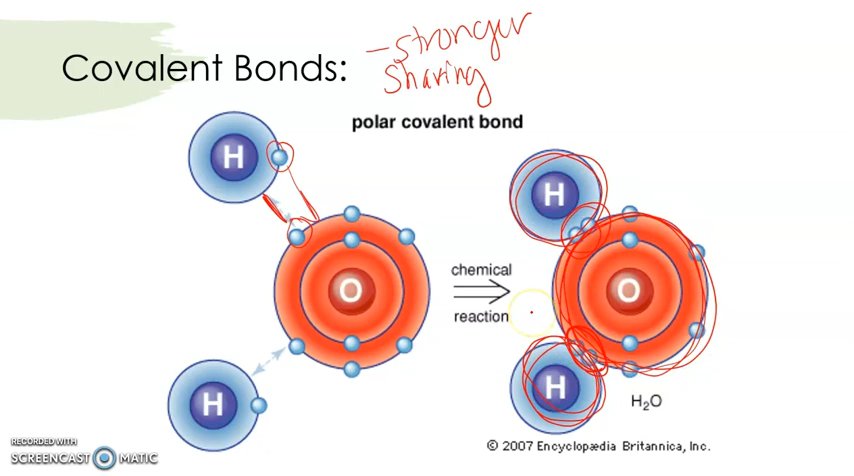 -stronger
Covalent Bonds:
sharing
polar covalent bond
H
H
O
chemical
reaction
O
H
H
H₂O
RECORDED WITH
SCREENCAST MATIC
© 2007 Encyclopædia Britannica, Inc.